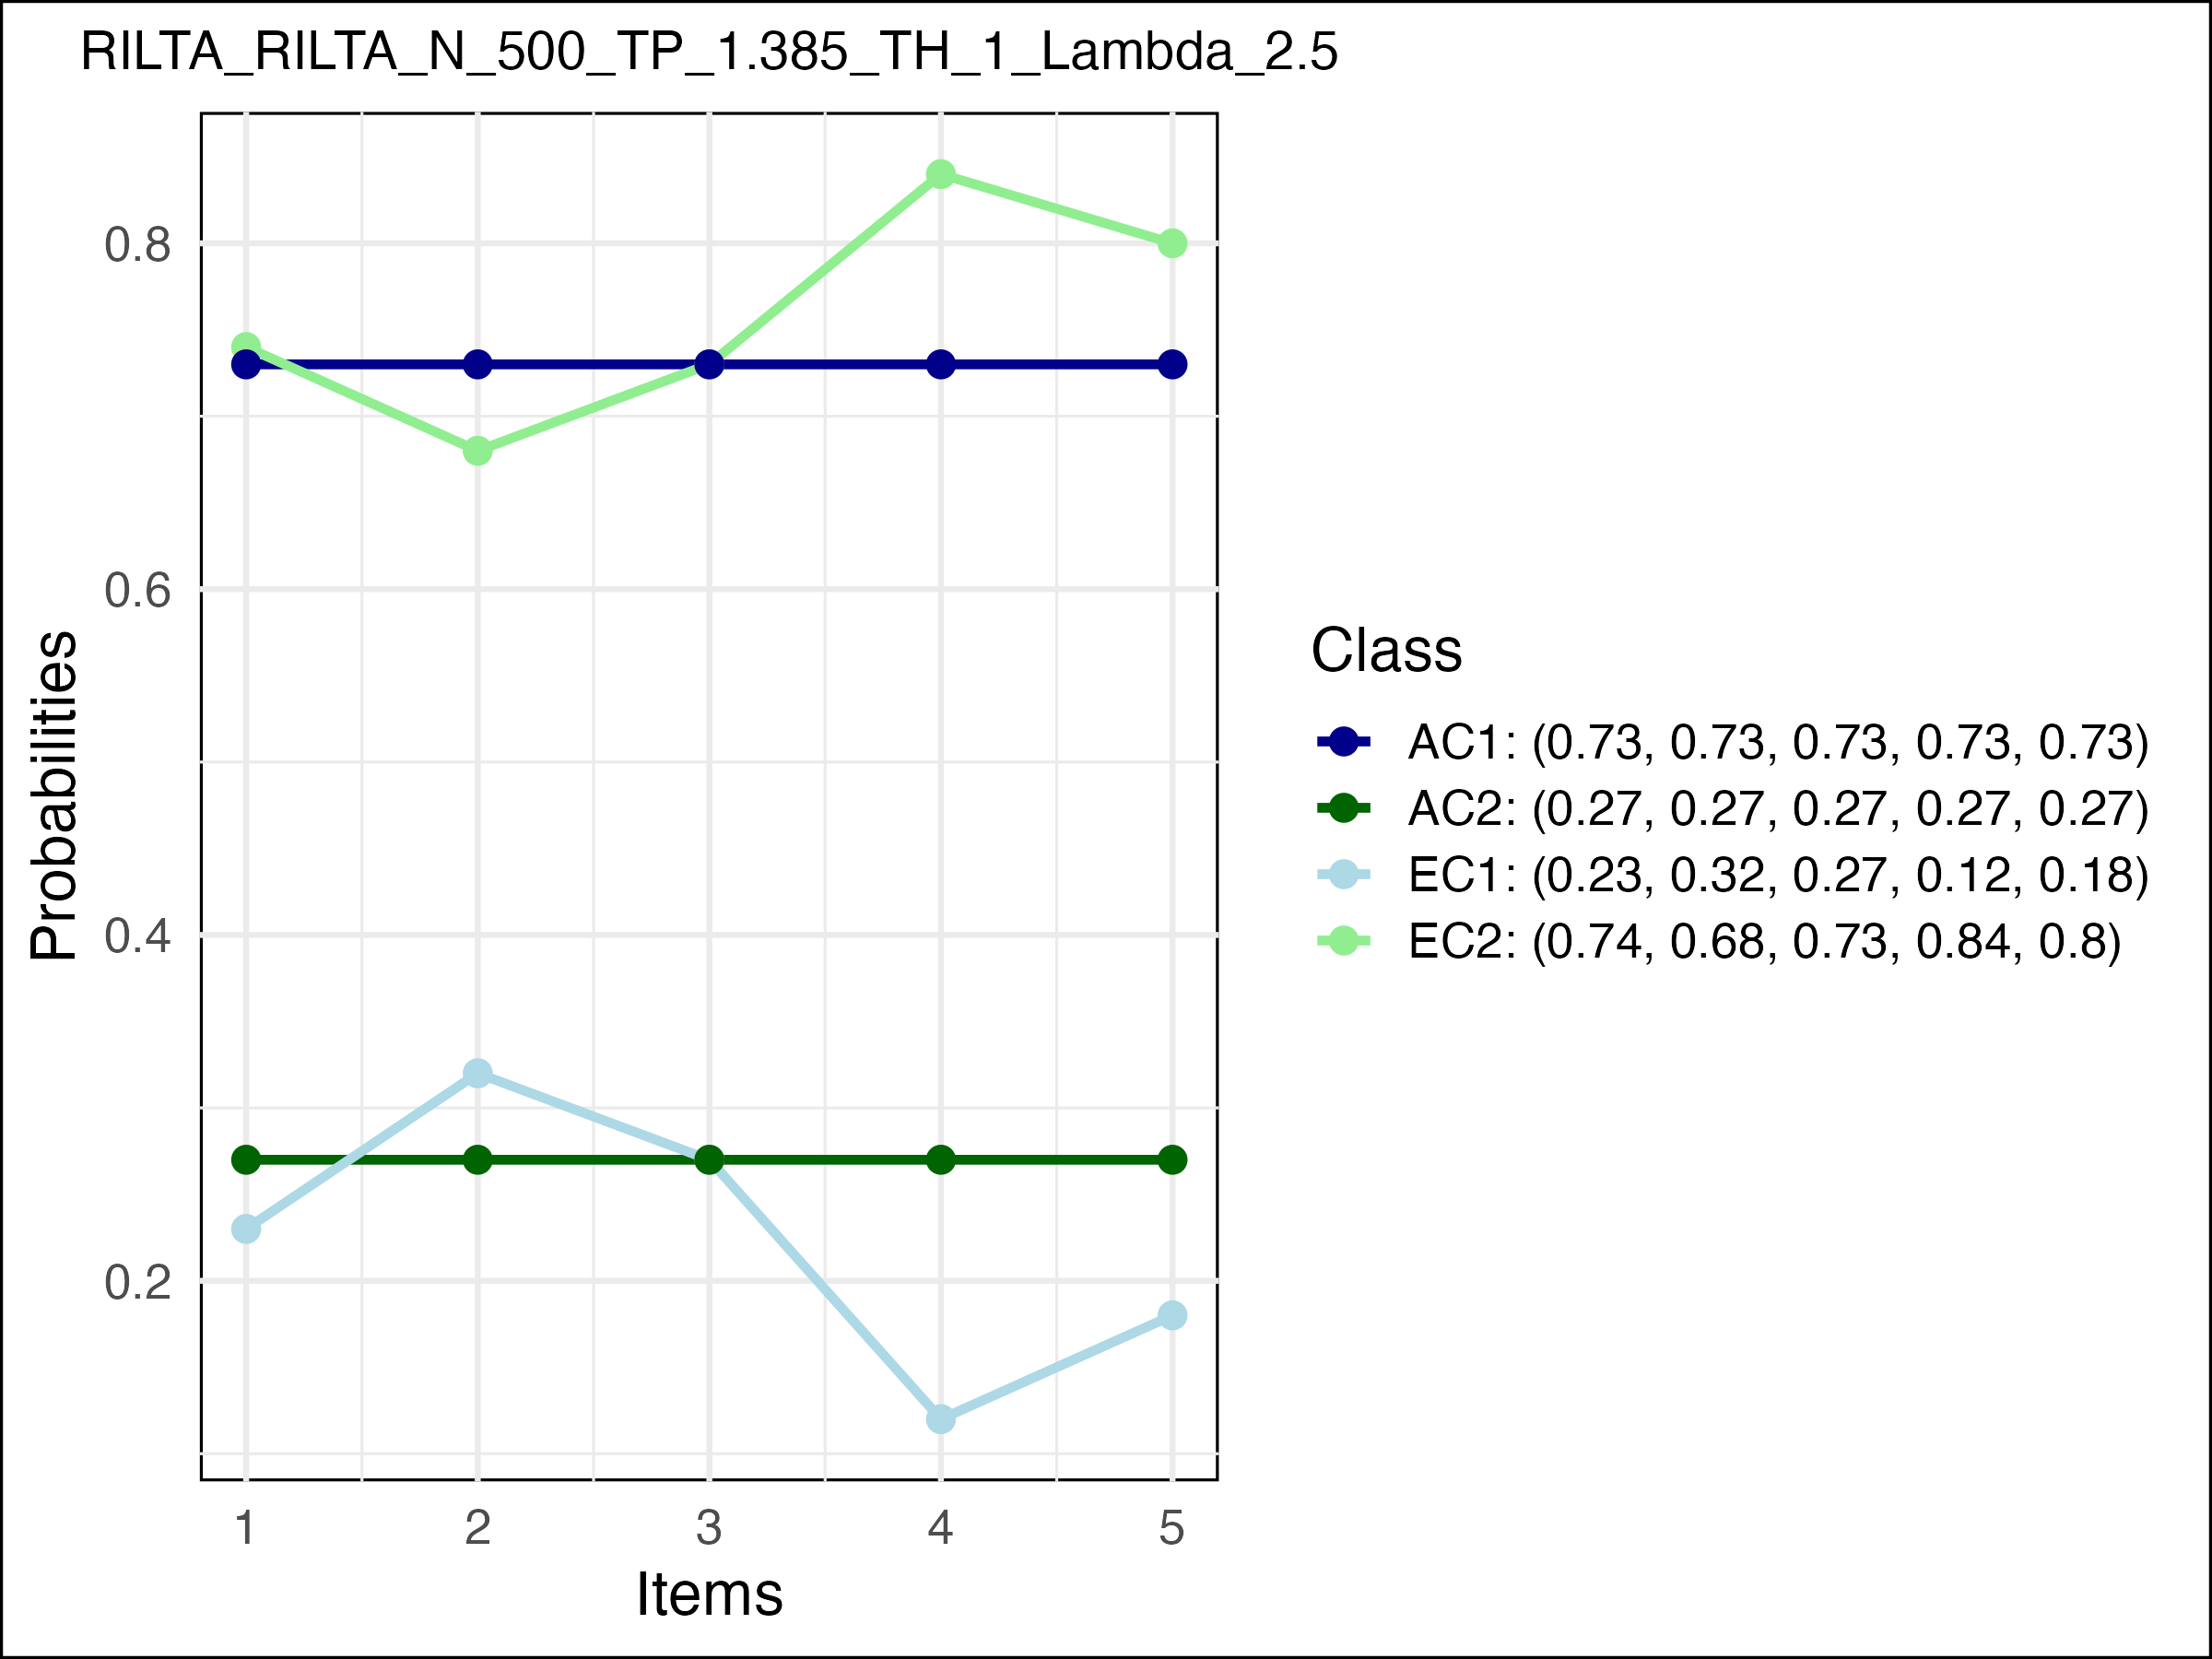 RILTA_RILTA_N_500_TP_1.385_TH_1_Lambda_2.5
0.8
0.6
0.4
0.2
Probabilities
1 2 3 4 5
Items
Class
AC1: (0.73, 0.73, 0.73, 0.73, 0.73)
AC2: (0.27, 0.27, 0.27, 0.27, 0.27)
EC1: (0.23, 0.32, 0.27, 0.12, 0.18)
EC2: (0.74, 0.68, 0.73, 0.84, 0.8)